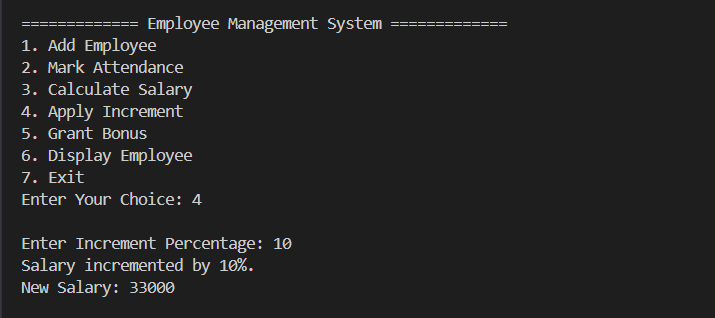 ============= Employee Management System =============
1. Add Employee
2. Mark Attendance
3. Calculate Salary
4. Apply Increment
5. Grant Bonus
6. Display Employee
7. Exit
Enter Your Choice: 4
Enter Increment Percentage: 10
Salary incremented by 10%.
New Salary: 33000